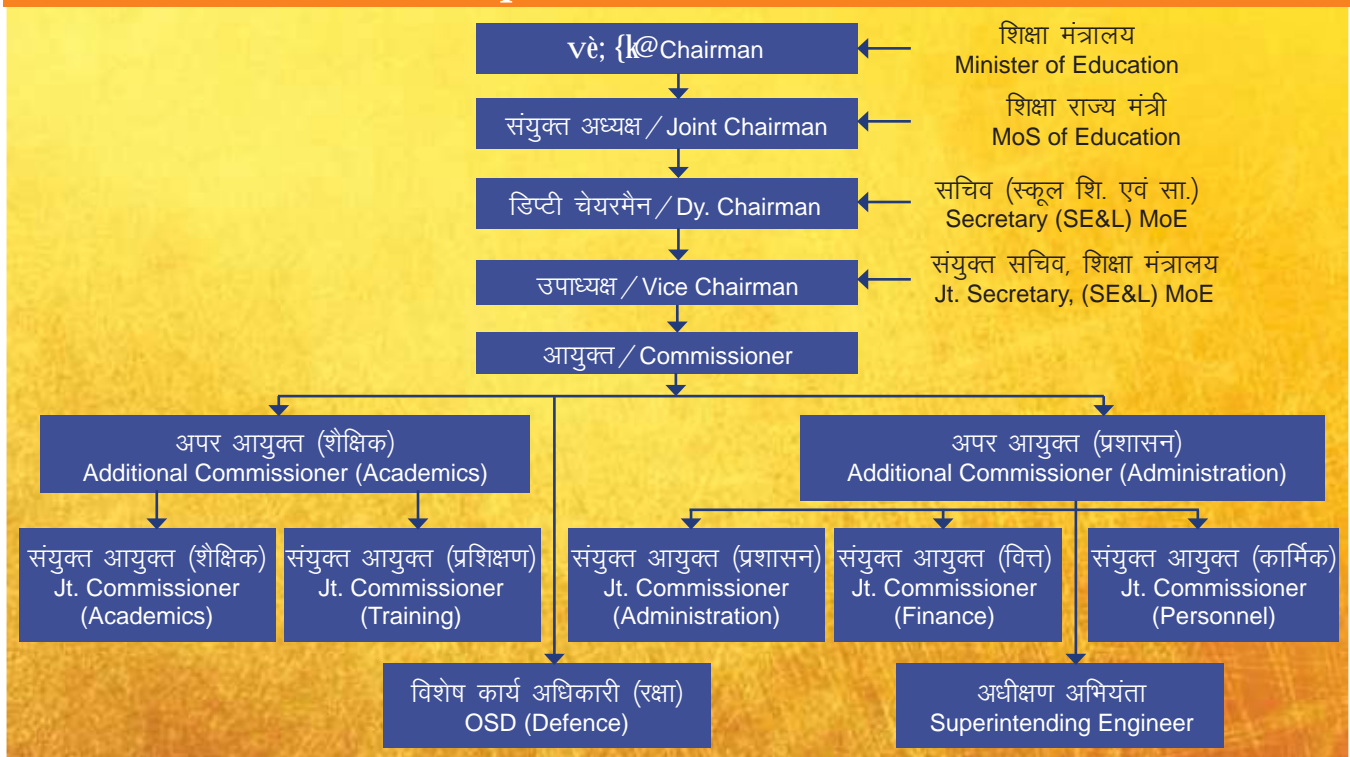 vè; {k@Chairman
शिक्षा मंत्रालय
Minister of Education
संयुक्त अध्यक्ष / Joint Chairman
शिक्षा राज्य मंत्री
MoS of Education
डिप्टी चेयरमैन / Dy. Chairman
सचिव (स्कूल शि. एवं सा.)
Secretary (SE&L) MoE
उपाध्यक्ष / Vice Chairman
संयुक्त सचिव, शिक्षा मंत्रालय
Jt. Secretary, (SE&L) MoE
आयुक्त / Commissioner
अपर आयुक्त (शैक्षिक)
Additional Commissioner (Academics)
अपर आयुक्त (प्रशासन)
Additional Commissioner (Administration)
संयुक्त आयुक्त (शैक्षिक)
Jt. Commissioner
(Academics)
संयुक्त आयुक्त (प्रशिक्षण)
Jt. Commissioner
(Training)
संयुक्त आयुक्त (प्रशासन)
Jt. Commissioner
(Administration)
संयुक्त आयुक्त (वित्त)
Jt. Commissioner
(Finance)
संयुक्त आयुक्त (कार्मिक)
Jt. Commissioner
(Personnel)
विशेष कार्य अधिकारी (रक्षा)
OSD (Defence)
अधीक्षण अभियंता
Superintending Engineer